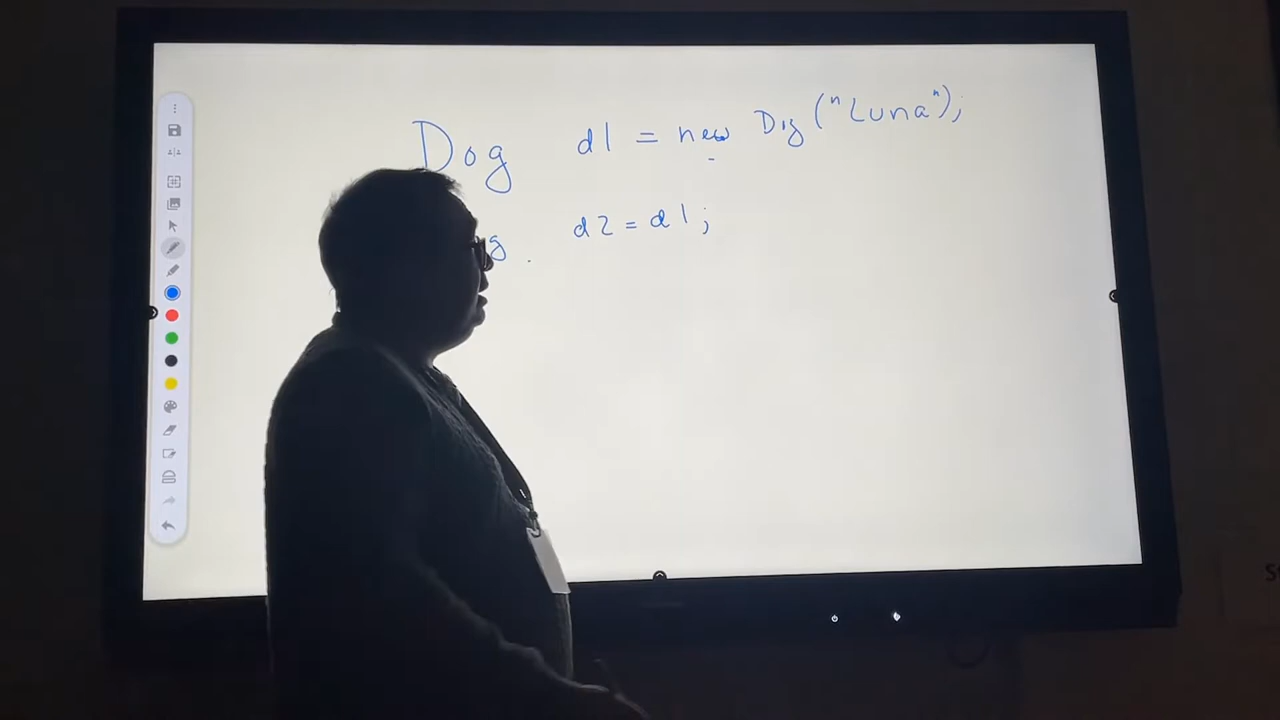 Dog d1 = new Dog ("Luna");
g d2 = d1;
S